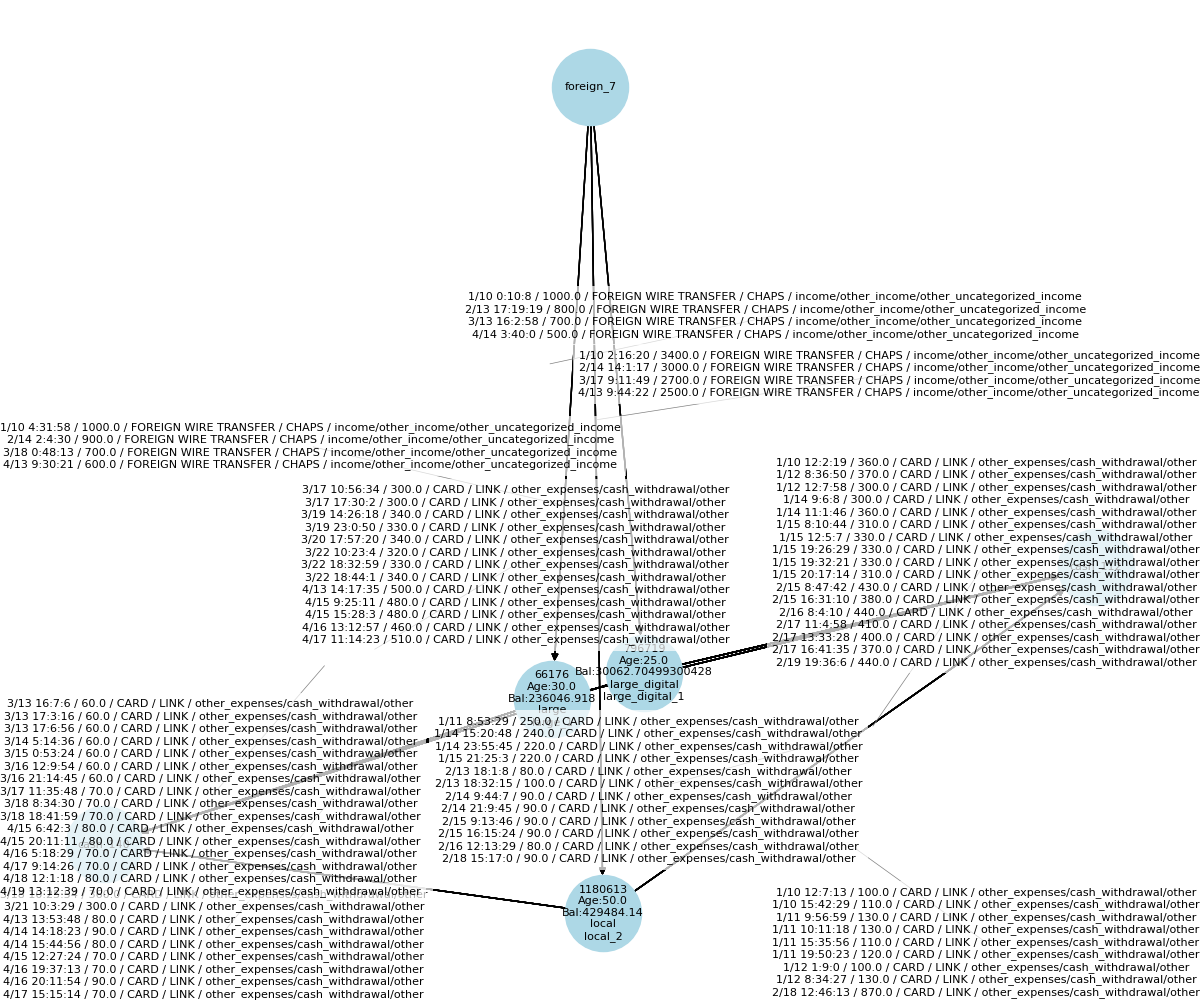 foreign_7
1/10 0:10:8 / 1000.0 / FOREIGN WIRE TRANSFER / CHAPS / income/other_income/other_uncategorized_income
2/13 17:19:19 / 800.0 / FOREIGN WIRE TRANSFER / CHAPS / income/other_income/other_uncategorized_income
3/13 16:2:58 / 700.0 / FOREIGN WIRE TRANSFER / CHAPS / income/other_income/other_uncategorized_income
4/14 3:40:0 / 500.0 / FOREIGN WIRE TRANSFER / CHAPS / income/other_income/other_uncategorized_income
1/10 2:16:20 / 3400.0 / FOREIGN WIRE TRANSFER / CHAPS / income/other_income/other_uncategorized_income
2/14 14:1:17 / 3000.0 / FOREIGN WIRE TRANSFER / CHAPS / income/other_income/other_uncategorized_income
3/17 9:11:49 / 2700.0 / FOREIGN WIRE TRANSFER / CHAPS / income/other_income/other_uncategorized_income
4/13 9:44:22 / 2500.0 / FOREIGN WIRE TRANSFER / CHAPS / income/other_income/other_uncategorized_income
1/10 4:31:58 / 1000.0 / FOREIGN WIRE TRANSFER / CHAPS / income/other_income/other_uncategorized_income
2/14 2:4:30 / 900.0 / FOREIGN WIRE TRANSFER / CHAPS / income/other_income/other_uncategorized_income
3/18 0:48:13 / 700.0 / FOREIGN WIRE TRANSFER / CHAPS / income/other_income/other_uncategorized_income
4/13 9:30:21 / 600.0 / FOREIGN WIRE TRANSFER / CHAPS / income/other_income/other_uncategorized_income
3/17 10:56:34 / 300.0 / CARD / LINK / other_expenses/cash_withdrawal/other
3/17 17:30:2 / 300.0 / CARD / LINK / other_expenses/cash_withdrawal/other
3/19 14:26:18 / 340.0 / CARD / LINK / other_expenses/cash_withdrawal/other
3/19 23:0:50 / 330.0 / CARD / LINK / other_expenses/cash_withdrawal/other
3/20 17:57:20 / 340.0 / CARD / LINK / other_expenses/cash_withdrawal/other
3/22 10:23:4 / 320.0 / CARD / LINK / other_expenses/cash_withdrawal/other
3/22 18:32:59 / 330.0 / CARD / LINK / other_expenses/cash_withdrawal/other
3/22 18:44:1 / 340.0 / CARD / LINK / other_expenses/cash_withdrawal/other
4/13 14:17:35 / 500.0 / CARD / LINK / other_expenses/cash_withdrawal/other
4/15 9:25:11 / 480.0 / CARD / LINK / other_expenses/cash_withdrawal/other
4/15 15:28:3 / 480.0 / CARD / LINK / other_expenses/cash_withdrawal/other
4/16 13:12:57 / 460.0 / CARD / LINK / other_expenses/cash_withdrawal/other
4/17 11:14:23 / 510.0 / CARD / LINK / other_expenses/cash_withdrawal/other
1/10 12:2:19 / 360.0 / CARD / LINK / other_expenses/cash_withdrawal/other
1/12 8:36:50 / 370.0 / CARD / LINK / other_expenses/cash_withdrawal/other
1/12 12:7:58 / 300.0 / CARD / LINK / other_expenses/cash_withdrawal/other
1/14 9:6:8 / 300.0 / CARD / LINK / other_expenses/cash_withdrawal/other
1/14 11:1:46 / 360.0 / CARD / LINK / other_expenses/cash_withdrawal/other
1/15 8:10:44 / 310.0 / CARD / LINK / other_expenses/cash_withdrawal/other
1/15 12:5:7 / 330.0 / CARD / LINK / other_expenses/cash_withdrawal/other
1/15 19:26:29 / 330.0 / CARD / LINK / other_expenses/cash_withdrawal/other
1/15 19:32:21 / 330.0 / CARD / LINK / other_expenses/cash_withdrawal/other
1/15 20:17:14 / 310.0 / CARD / LINK / other_expenses/cash_withdrawal/other
2/15 8:47:42 / 430.0 / CARD / LINK / other_expenses/cash_withdrawal/other
2/15 16:31:10 / 380.0 / CARD / LINK / other_expenses/cash_withdrawal/other
2/16 8:4:10 / 440.0 / CARD / LINK / other_expenses/cash_withdrawal/other
2/17 11:4:58 / 410.0 / CARD / LINK / other_expenses/cash_withdrawal/other
2/17 13:33:28 / 400.0 / CARD / LINK / other_expenses/cash_withdrawal/other
2/17 16:41:35 / 370.0 / CARD / LINK / other_expenses/cash_withdrawal/other
2/19 19:36:6 / 440.0 / CARD / LINK / other_expenses/cash_withdrawal/other
796719
Age:25.0
Bal:30062.70499300428
large_digital
large_digital_1
66176
Age:30.0
Bal:236046.918
large
3/13 16:7:6 / 60.0 / CARD / LINK / other_expenses/cash_withdrawal/other
3/13 17:3:16 / 60.0 / CARD / LINK / other_expenses/cash_withdrawal/other
3/13 17:6:56 / 60.0 / CARD / LINK / other_expenses/cash_withdrawal/other
3/14 5:14:36 / 60.0 / CARD / LINK / other_expenses/cash_withdrawal/other
3/15 0:53:24 / 60.0 / CARD / LINK / other_expenses/cash_withdrawal/other
3/16 12:9:54 / 60.0 / CARD / LINK / other_expenses/cash_withdrawal/other
3/16 21:14:45 / 60.0 / CARD / LINK / other_expenses/cash_withdrawal/other
3/17 11:35:48 / 70.0 / CARD / LINK / other_expenses/cash_withdrawal/other
3/18 8:34:30 / 70.0 / CARD / LINK / other_expenses/cash_withdrawal/other
3/18 18:41:59 / 70.0 / CARD / LINK / other_expenses/cash_withdrawal/other
4/15 6:42:3 / 80.0 / CARD / LINK / other_expenses/cash_withdrawal/other
4/15 20:11:11 / 80.0 / CARD / LINK / other_expenses/cash_withdrawal/other
4/16 5:18:29 / 70.0 / CARD / LINK / other_expenses/cash_withdrawal/other
4/17 9:14:26 / 70.0 / CARD / LINK / other_expenses/cash_withdrawal/other
4/18 12:1:18 / 80.0 / CARD / LINK / other_expenses/cash_withdrawal/other
4/19 13:12:39 / 70.0 / CARD / LINK / other_expenses/cash_withdrawal/other
3/21 10:3:29 / 300.0 / CARD / LINK / other_expenses/cash_withdrawal/other
4/13 13:53:48 / 80.0 / CARD / LINK / other_expenses/cash_withdrawal/other
4/14 14:18:23 / 90.0 / CARD / LINK / other_expenses/cash_withdrawal/other
4/14 15:44:56 / 80.0 / CARD / LINK / other_expenses/cash_withdrawal/other
4/15 12:27:24 / 70.0 / CARD / LINK / other_expenses/cash_withdrawal/other
4/16 19:37:13 / 70.0 / CARD / LINK / other_expenses/cash_withdrawal/other
4/16 20:11:54 / 90.0 / CARD / LINK / other_expenses/cash_withdrawal/other
4/17 15:15:14 / 70.0 / CARD / LINK / other_expenses/cash_withdrawal/other
1/11 8:53:29 / 250.0 / CARD / LINK / other_expenses/cash_withdrawal/other
1/14 15:20:48 / 240.0 / CARD / LINK / other_expenses/cash_withdrawal/other
1/14 23:55:45 / 220.0 / CARD / LINK / other_expenses/cash_withdrawal/other
1/15 21:25:3 / 220.0 / CARD / LINK / other_expenses/cash_withdrawal/other
2/13 18:1:8 / 80.0 / CARD / LINK / other_expenses/cash_withdrawal/other
2/13 18:32:15 / 100.0 / CARD / LINK / other_expenses/cash_withdrawal/other
2/14 9:44:7 / 90.0 / CARD / LINK / other_expenses/cash_withdrawal/other
2/14 21:9:45 / 90.0 / CARD / LINK / other_expenses/cash_withdrawal/other
2/15 9:13:46 / 90.0 / CARD / LINK / other_expenses/cash_withdrawal/other
2/15 16:15:24 / 90.0 / CARD / LINK / other_expenses/cash_withdrawal/other
2/16 12:13:29 / 80.0 / CARD / LINK / other_expenses/cash_withdrawal/other
2/18 15:17:0 / 90.0 / CARD / LINK / other_expenses/cash_withdrawal/other
1180613
Age:50.0
Bal:429484.14
local
local_2
1/10 12:7:13 / 100.0 / CARD / LINK / other_expenses/cash_withdrawal/other
1/10 15:42:29 / 110.0 / CARD / LINK / other_expenses/cash_withdrawal/other
1/11 9:56:59 / 130.0 / CARD / LINK / other_expenses/cash_withdrawal/other
1/11 10:11:18 / 130.0 / CARD / LINK / other_expenses/cash_withdrawal/other
1/11 15:35:56 / 110.0 / CARD / LINK / other_expenses/cash_withdrawal/other
1/11 19:50:23 / 120.0 / CARD / LINK / other_expenses/cash_withdrawal/other
1/12 1:9:0 / 100.0 / CARD / LINK / other_expenses/cash_withdrawal/other
1/12 8:34:27 / 130.0 / CARD / LINK / other_expenses/cash_withdrawal/other
2/18 12:46:13 / 870.0 / CARD / LINK / other_expenses/cash_withdrawal/other